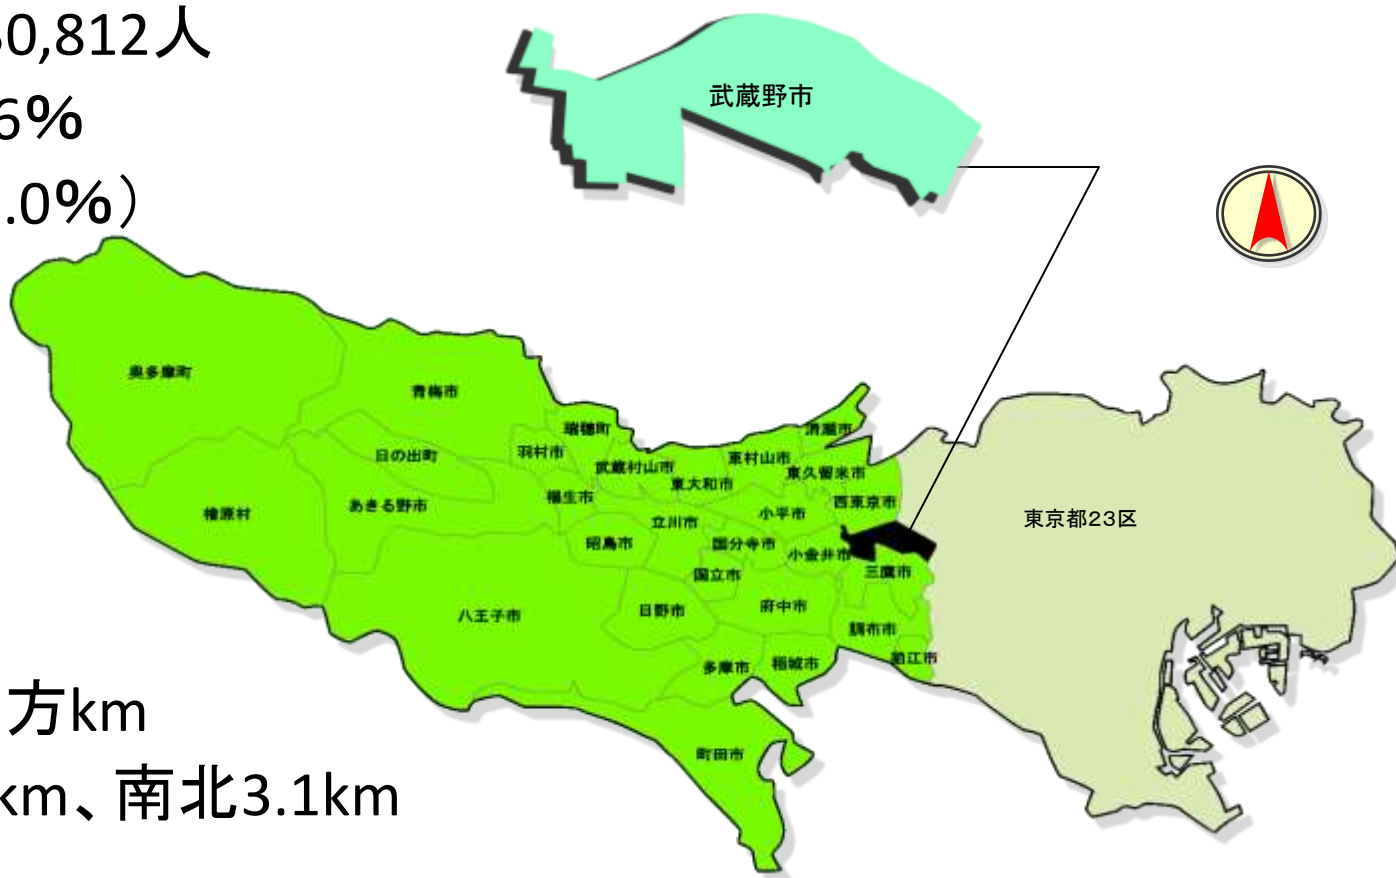 0,812人
武蔵野市
6%
.0%）
奥多摩町
青梅市
瑞穂町
清瀬市
羽村市
日の出町
武蔵村山市
東村山市
東久留米市
東大和市
福生市
西東京市
あきる野市
檜原村
小平市
立川市
東京都23区
昭島市
国分寺市
小金井市
三鷹市
国立市
八王子市
日野市
府中市
調布市
狛江市
多摩市
稲城市
方km
町田市
km、南北3.1km